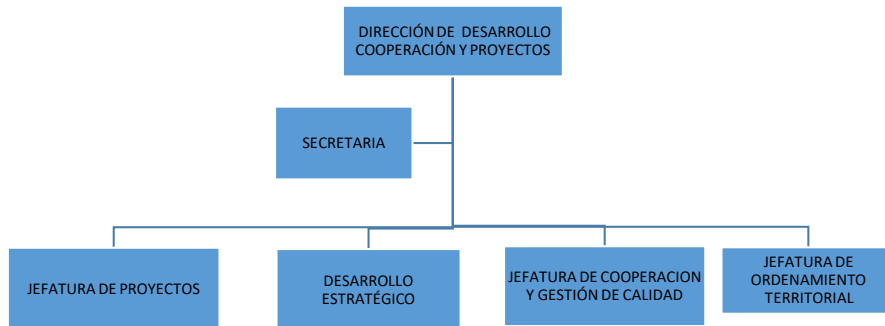 DIRECCIÓN DE DESARROLLO
COOPERACIÓN Y PROYECTOS
SECRETARIA
JEFATURA DE PROYECTOS
DESARROLLO
ESTRATÉGICO
JEFATURA DE COOPERACION
Y GESTIÓN DE CALIDAD
JEFATURA DE
ORDENAMIENTO
TERRITORIAL